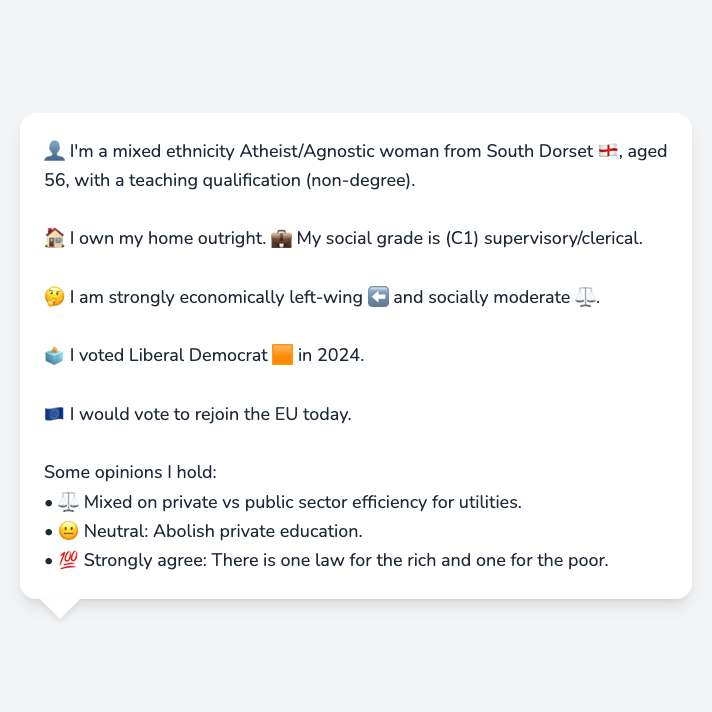 👤 I'm a mixed ethnicity Atheist/Agnostic woman from South Dorset 🏴󠁧󠁢󠁥󠁮󠁧󠁿, aged
56, with a teaching qualification (non-degree).
🏠 I own my home outright. 💼 My social grade is (C1) supervisory/clerical.
🤔 I am strongly economically left-wing ⬅️ and socially moderate ⚖️.
🗳️ I voted Liberal Democrat 🟧 in 2024.
🇪🇺 I would vote to rejoin the EU today.
Some opinions I hold:
• ⚖️ Mixed on private vs public sector efficiency for utilities.
• 😐 Neutral: Abolish private education.
• 💯 Strongly agree: There is one law for the rich and one for the poor.